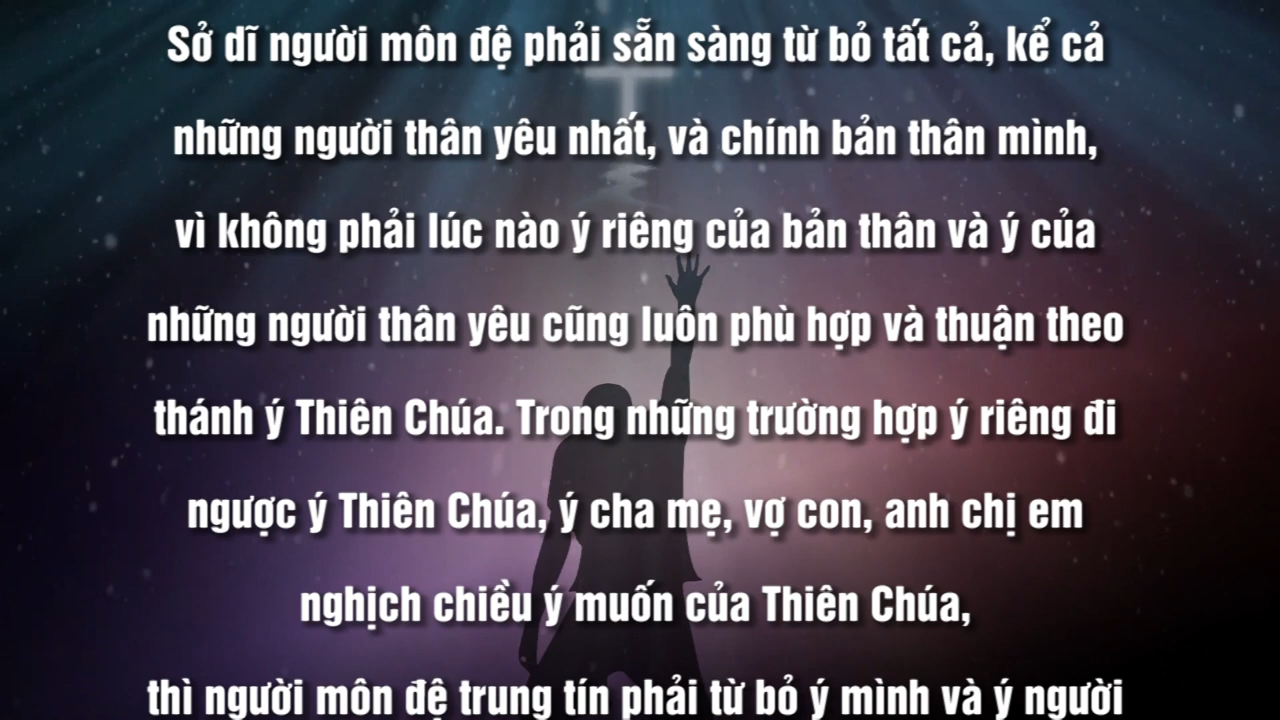 Sở dĩ người môn đệ phải sẵn sàng từ bỏ tất cả, kể cả
những người thân yêu nhất, và chính bản thân mình,
vì không phải lúc nào ý riêng của bản thân và ý của
những người thân yêu cũng luôn phù hợp và thuận theo
thánh ý Thiên Chúa. Trong những trường hợp ý riêng đi
ngược ý Thiên Chúa, ý cha mẹ, vợ con, anh chị em
nghịch chiều ý muốn của Thiên Chúa,
thì người môn đệ trung tín phải từ bỏ ý mình và ý người